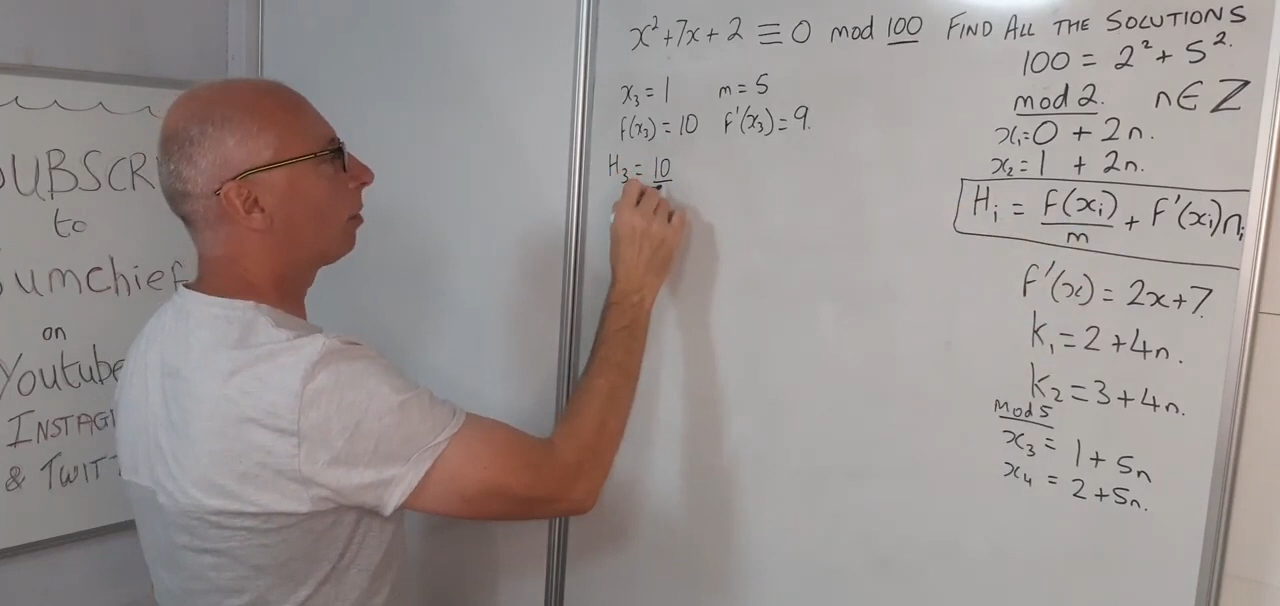 SUBSCR
to
Sumchief
on
Youtube
INSTAG
& TWIT
x² + 7x + 2 ≡ 0 mod 100 FIND ALL THE SOLUTIONS
x₃ = 1 m = 5
f(x₃) = 10 F'(x₃) = 9.
H₃ = 10
100 = 2² + 5².
mod 2. n ∈ Z
x₁ = 0 + 2n.
x₂ = 1 + 2n.
Hᵢ = F(xᵢ)/m + F'(xᵢ)nᵢ
F'(x) = 2x + 7.
k₁ = 2 + 4n.
k₂ = 3 + 4n.
Mod 5
x₃ = 1 + 5n
x₄ = 2 + 5n.